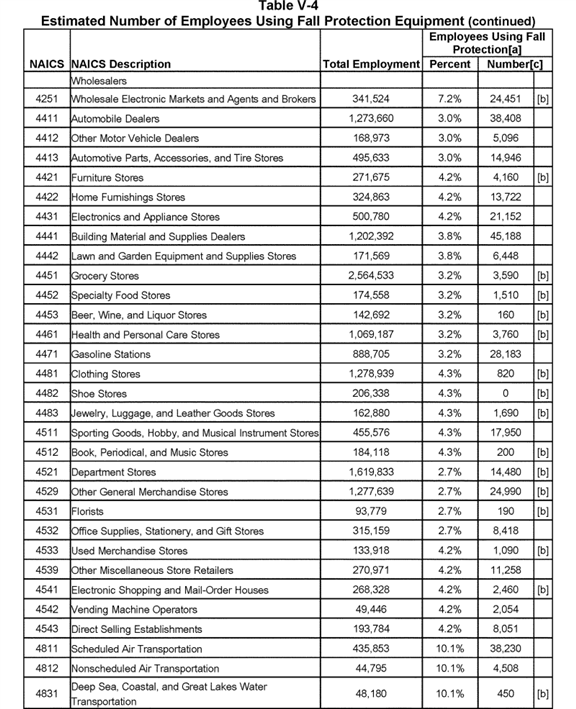 Table V-4
Estimated Number of Employees Using Fall Protection Equipment (continued)
Employees Using Fall
Protection[a]
NAICS NAICS Description Total Employment Percent Number[c]
Wholesalers
4251 Wholesale Electronic Markets and Agents and Brokers 341,524 7.2% 24,451 [b]
4411 Automobile Dealers 1,273,660 3.0% 38,408
4412 Other Motor Vehicle Dealers 168,973 3.0% 5,096
4413 Automotive Parts, Accessories, and Tire Stores 495,633 3.0% 14,946
4421 Furniture Stores 271,675 4.2% 4,160 [b]
4422 Home Furnishings Stores 324,863 4.2% 13,722
4431 Electronics and Appliance Stores 500,780 4.2% 21,152
4441 Building Material and Supplies Dealers 1,202,392 3.8% 45,188
4442 Lawn and Garden Equipment and Supplies Stores 171,569 3.8% 6,448
4451 Grocery Stores 2,564,533 3.2% 3,590 [b]
4452 Specialty Food Stores 174,558 3.2% 1,510 [b]
4453 Beer, Wine, and Liquor Stores 142,692 3.2% 160 [b]
4461 Health and Personal Care Stores 1,069,187 3.2% 3,760 [b]
4471 Gasoline Stations 888,705 3.2% 28,183
4481 Clothing Stores 1,278,939 4.3% 820 [b]
4482 Shoe Stores 206,338 4.3% 0 [b]
4483 Jewelry, Luggage, and Leather Goods Stores 162,880 4.3% 1,690 [b]
4511 Sporting Goods, Hobby, and Musical Instrument Stores 455,576 4.3% 17,950
4512 Book, Periodical, and Music Stores 184,118 4.3% 200 [b]
4521 Department Stores 1,619,833 2.7% 14,480 [b]
4529 Other General Merchandise Stores 1,277,639 2.7% 24,990 [b]
4531 Florists 93,779 2.7% 190 [b]
4532 Office Supplies, Stationery, and Gift Stores 315,159 2.7% 8,418
4533 Used Merchandise Stores 133,918 4.2% 1,090 [b]
4539 Other Miscellaneous Store Retailers 270,971 4.2% 11,258
4541 Electronic Shopping and Mail-Order Houses 268,328 4.2% 2,460 [b]
4542 Vending Machine Operators 49,446 4.2% 2,054
4543 Direct Selling Establishments 193,784 4.2% 8,051
4811 Scheduled Air Transportation 435,853 10.1% 38,230
4812 Nonscheduled Air Transportation 44,795 10.1% 4,508
4831 Deep Sea, Coastal, and Great Lakes Water 48,180 10.1% 450 [b]
Transportation